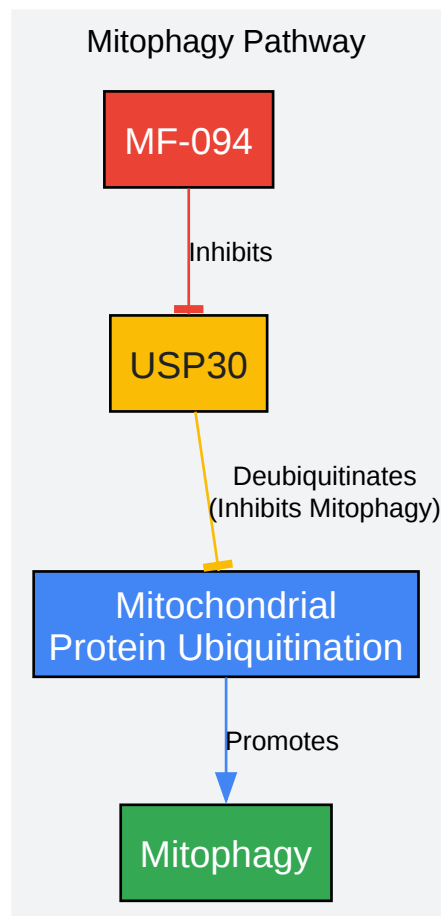 Mitophagy Pathway
MF-094
Inhibits
USP30
Deubiquitinates
(Inhibits Mitophagy)
Mitochondrial
Protein Ubiquitination
Promotes
Mitophagy